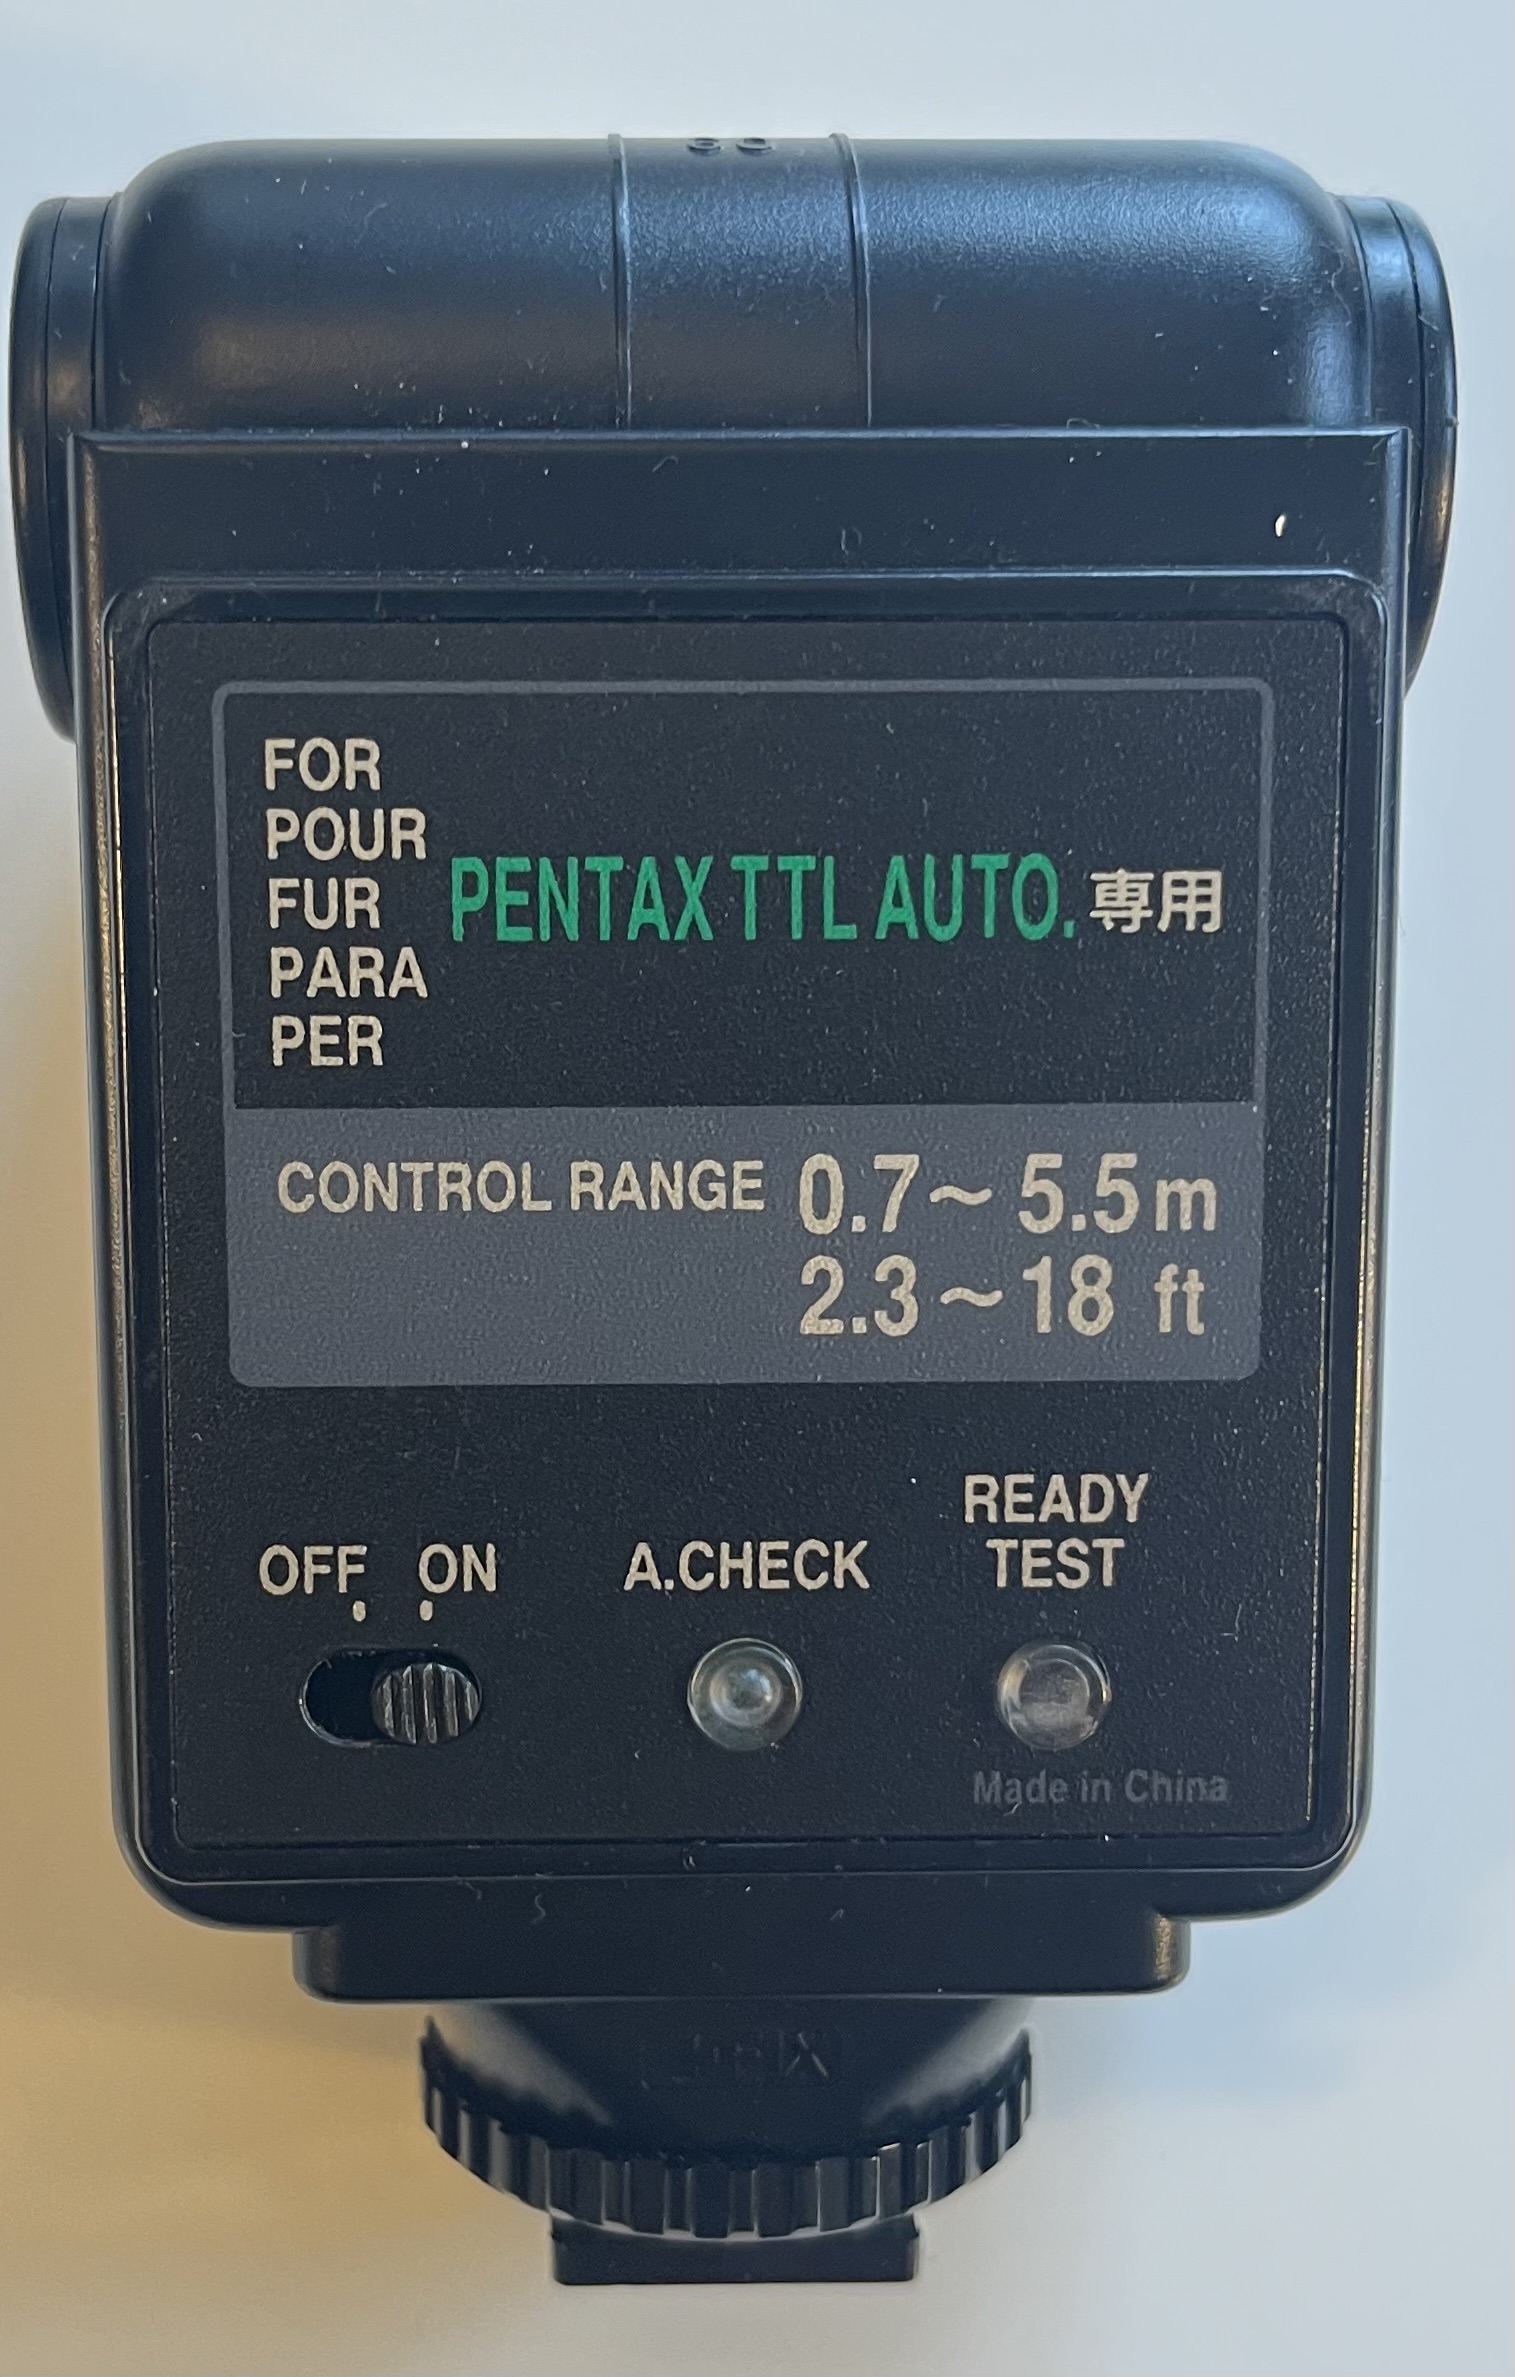 FOR
POUR
FUR
PARA
PER
PENTAX TTL AUTO. 専用
CONTROL RANGE 0.7~5.5m
2.3~18 ft
OFF ON
A.CHECK
READY
TEST
Made in China